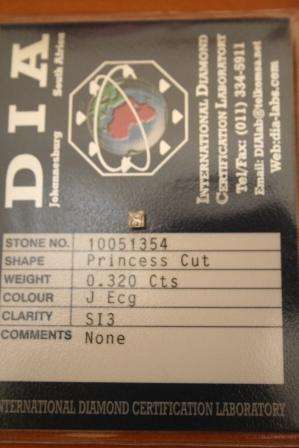 DIA
Johannesburg South Africa
INTERNATIONAL DIAMOND
CERTIFICATION LABORATORY
Tel/Fax: (011) 334-5911
Email: DIAlab@telkomsa.net
Web:dia-labs.com
STONE NO. 10051354
SHAPE Princess Cut
WEIGHT 0.320 Cts
COLOUR J Ecg
CLARITY SI3
COMMENTS None
INTERNATIONAL DIAMOND CERTIFICATION LABORATORY